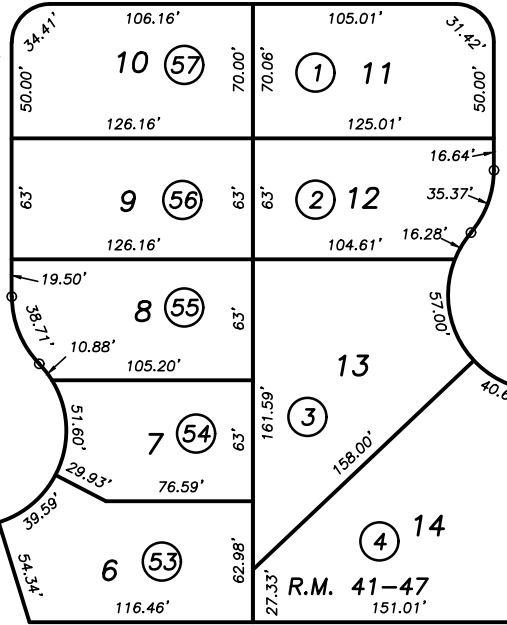 106.16' 105.01'
34.41' 31.42'
10 57 70.00' 70.06' 1 11
50.00' 50.00'
126.16' 125.01'
16.64'
63' 9 56 63' 63' 2 12 35.37'
16.28'
126.16' 104.61'
19.50'
38.71' 8 55 63' 57.00'
10.88'
105.20' 13
161.59' 3
51.60' 7 54 63' 158.00'
29.93' 76.59'
39.59'
54.34' 6 53 62.98' 4 14
27.33' R.M. 41-47
116.46' 151.01'